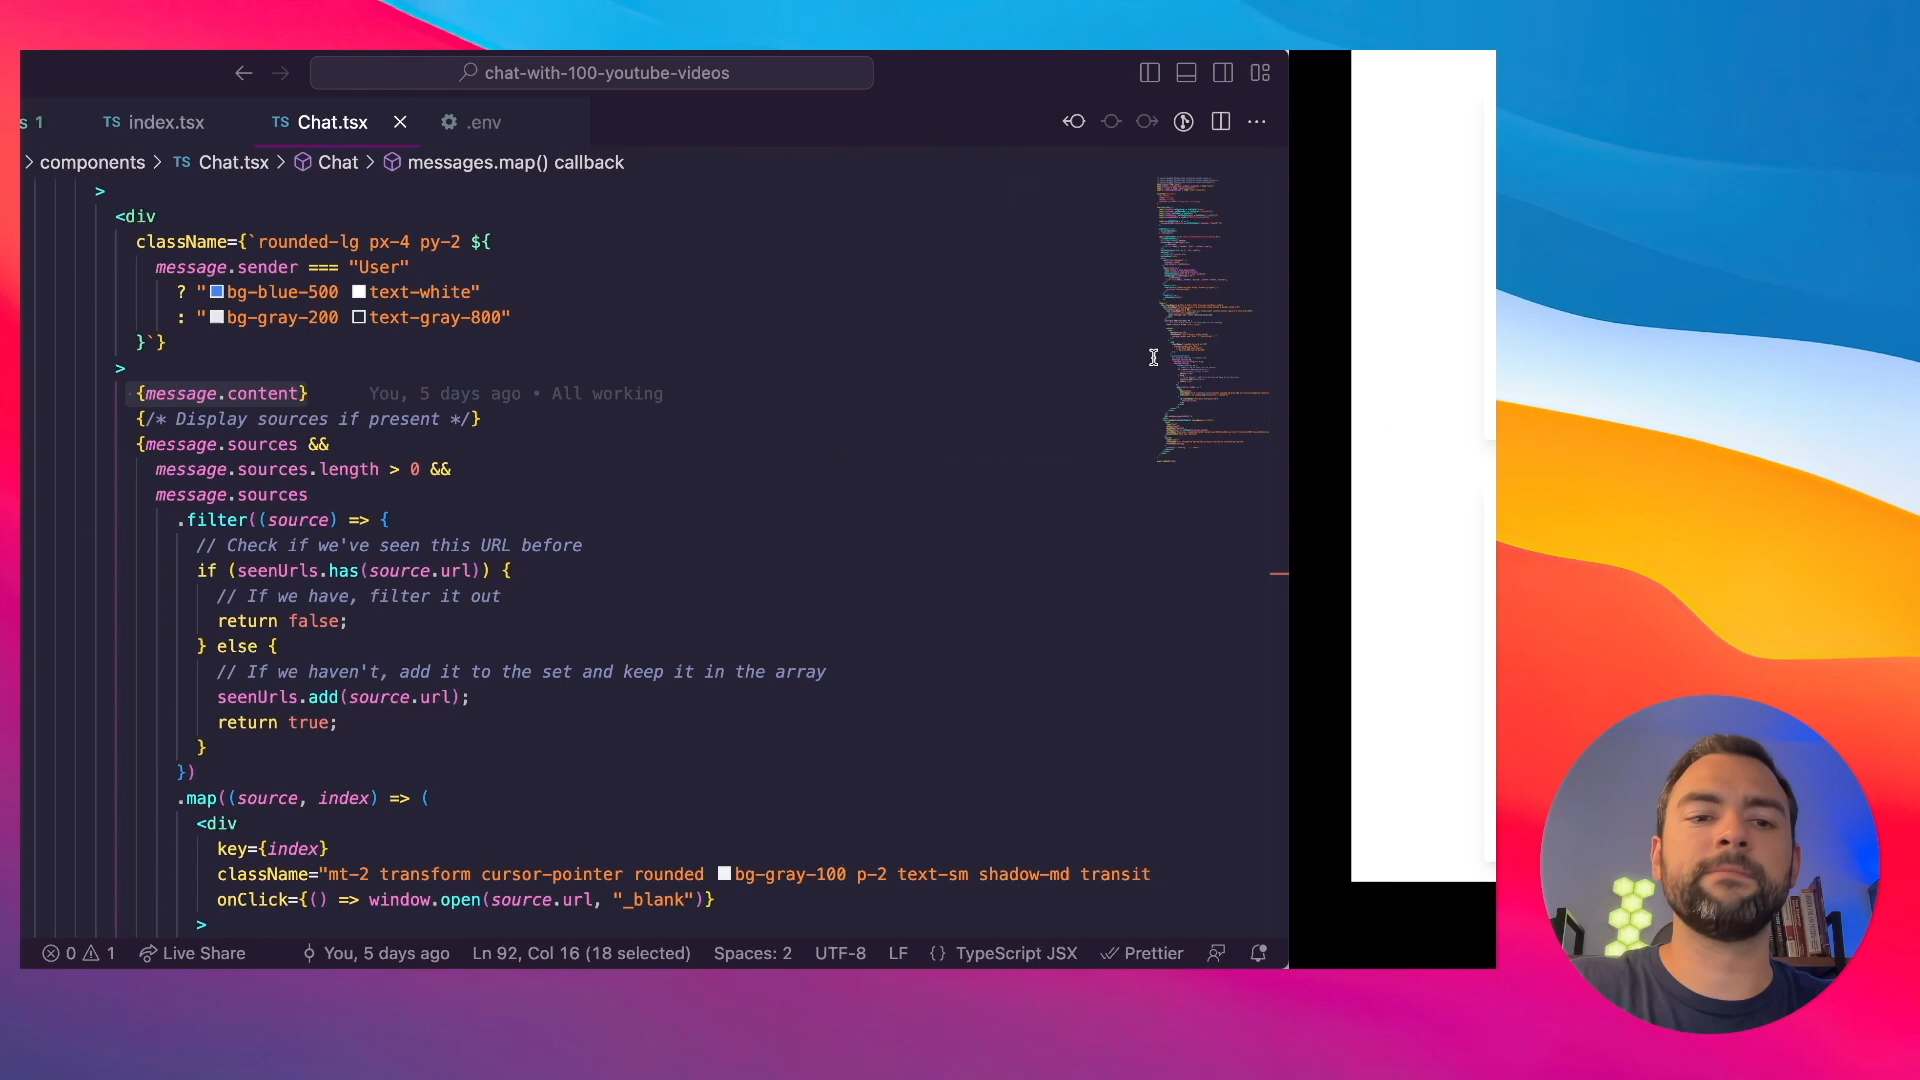 chat-with-100-youtube-videos
s 1
TS index.tsx
TS Chat.tsx
.env
components > TS Chat.tsx > Chat > messages.map() callback
>
<div
className={`rounded-lg px-4 py-2 ${
message.sender === "User"
? "bg-blue-500 text-white"
: "bg-gray-200 text-gray-800"
}`}
>
{message.content} You, 5 days ago • All working
{/* Display sources if present */}
{message.sources &&
message.sources.length > 0 &&
message.sources
.filter((source) => {
// Check if we've seen this URL before
if (seenUrls.has(source.url)) {
// If we have, filter it out
return false;
} else {
// If we haven't, add it to the set and keep it in the array
seenUrls.add(source.url);
return true;
}
})
.map((source, index) => (
<div
key={index}
className="mt-2 transform cursor-pointer rounded bg-gray-100 p-2 text-sm shadow-md transit
onClick={() => window.open(source.url, "_blank")}
>
0 1 Live Share You, 5 days ago Ln 92, Col 16 (18 selected) Spaces: 2 UTF-8 LF {} TypeScript JSX Prettier